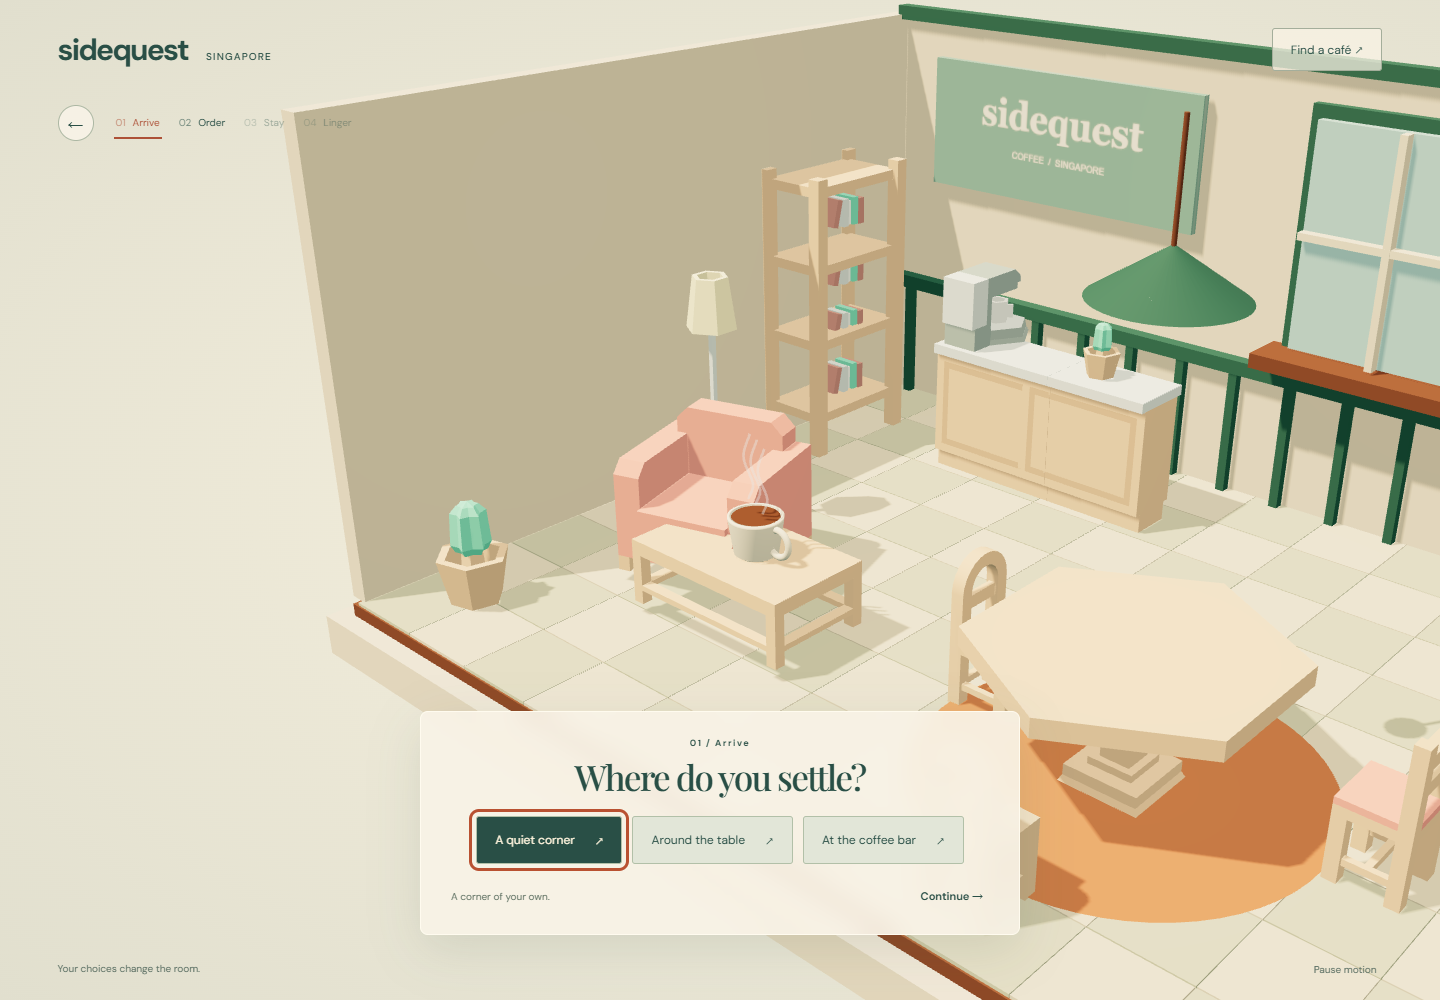 sidequest SINGAPORE
Find a café ↗
← 01 Arrive 02 Order 03 Stay 04 Linger
sidequest
COFFEE / SINGAPORE
01 / Arrive
Where do you settle?
A quiet corner ↗
Around the table ↗
At the coffee bar ↗
A corner of your own.
Continue →
Your choices change the room.
Pause motion